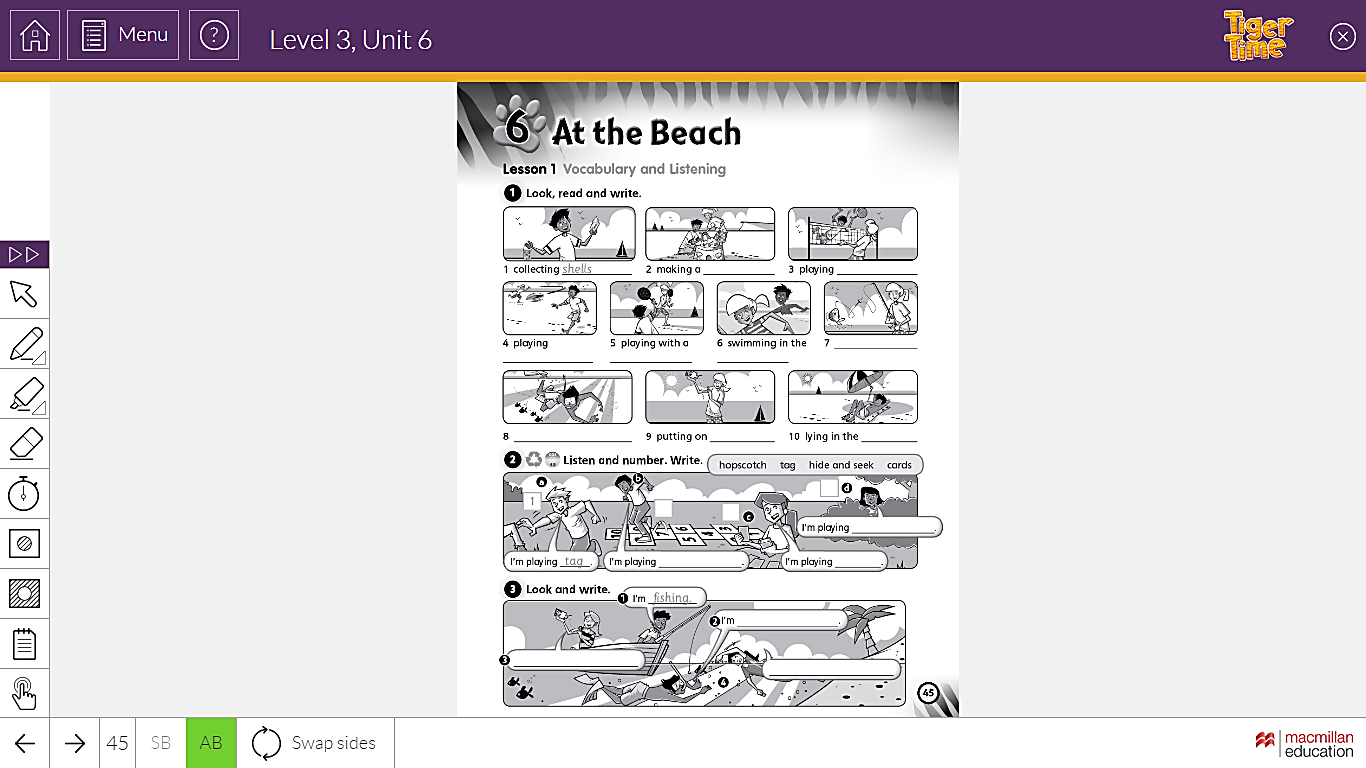 Menu
?
Level 3, Unit 6
Tiger Time
6 At the Beach
Lesson 1 Vocabulary and Listening
1 Look, read and write.
1 collecting shells
2 making a
3 playing
4 playing
5 playing with a
6 swimming in the
7
8
9 putting on
10 lying in the
2 Listen and number. Write.
hopscotch tag hide and seek cards
a
b
c
d
1
I'm playing
I'm playing tag.
I'm playing
I'm playing
3 Look and write.
1 I'm fishing.
2 I'm
3
4
45
45
SB
AB
Swap sides
macmillan
education